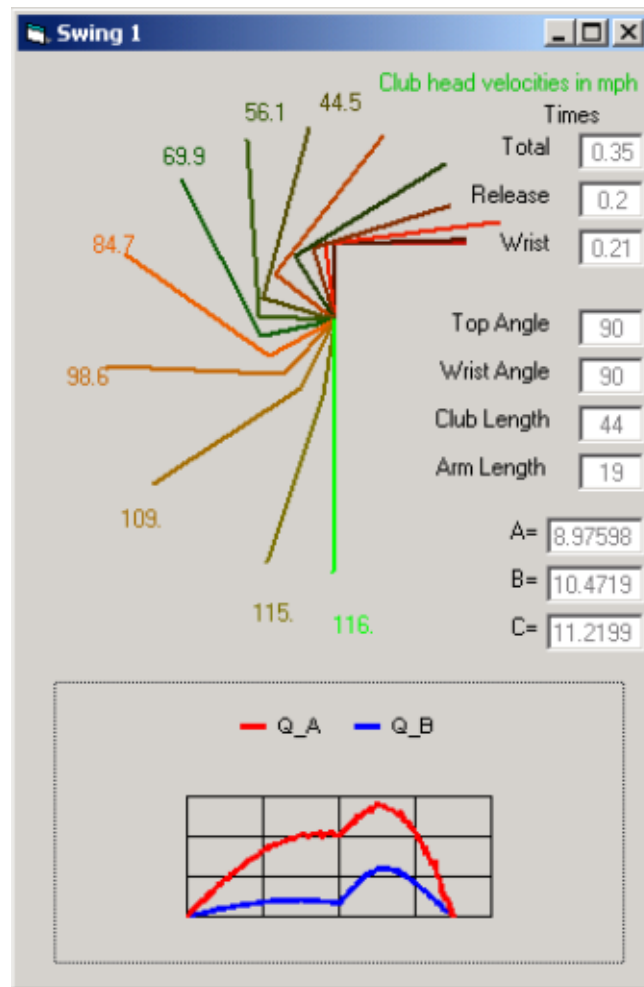 Swing 1
Club head velocities in mph
Times
Total 0.35
Release 0.2
Wrist 0.21
Top Angle 90
Wrist Angle 90
Club Length 44
Arm Length 19
A= 8.97598
B= 10.4719
C= 11.2199
44.5
56.1
69.9
84.7
98.6
109.
115.
116.
Q_A Q_B